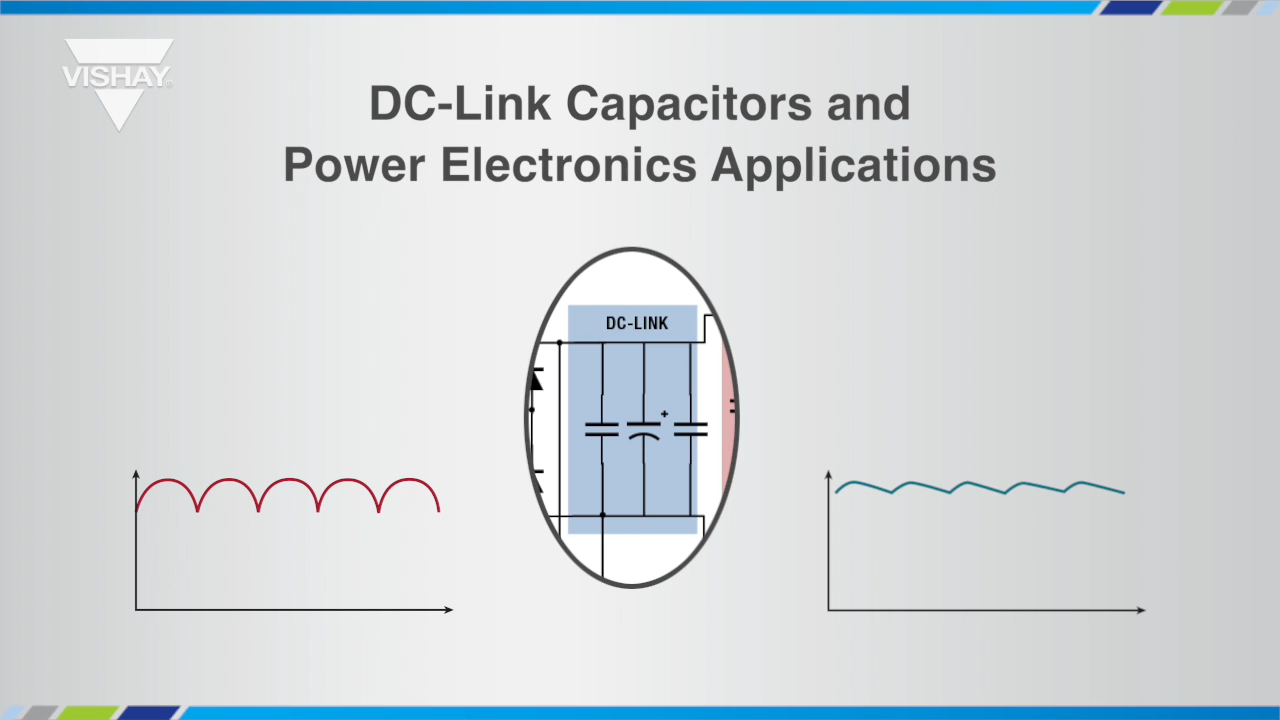 VISHAY
DC-Link Capacitors and
Power Electronics Applications
DC-LINK
+